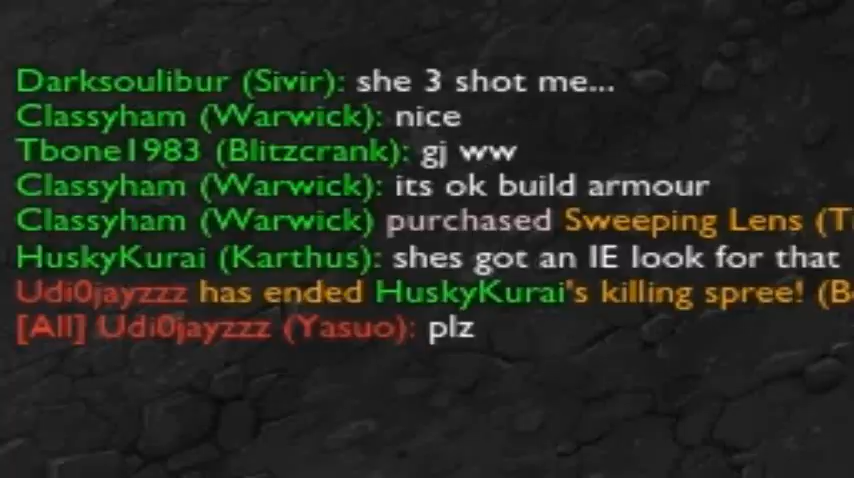 Darksoulibur (Sivir): she 3 shot me...
Classyham (Warwick): nice
Tbone1983 (Blitzcrank): gj ww
Classyham (Warwick): its ok build armour
Classyham (Warwick) purchased Sweeping Lens (T
HuskyKurai (Karthus): shes got an IE look for that
Udi0jayzzz has ended HuskyKurai's killing spree! (B
[All] Udi0jayzzz (Yasuo): plz